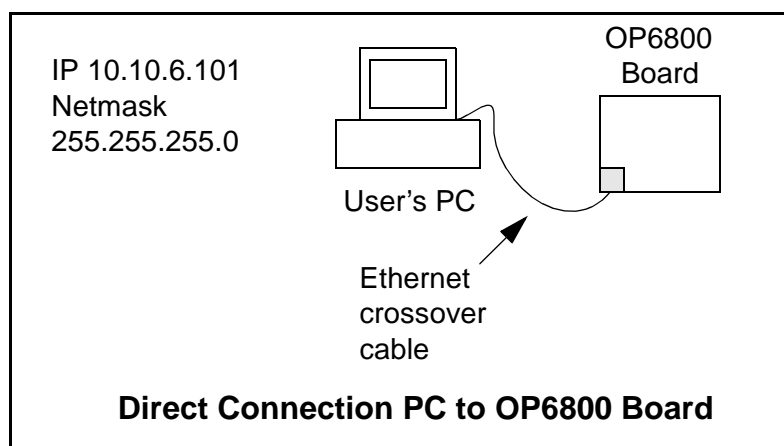 IP 10.10.6.101
Netmask
255.255.255.0
OP6800
Board
User's PC
Ethernet
crossover
cable
Direct Connection PC to OP6800 Board